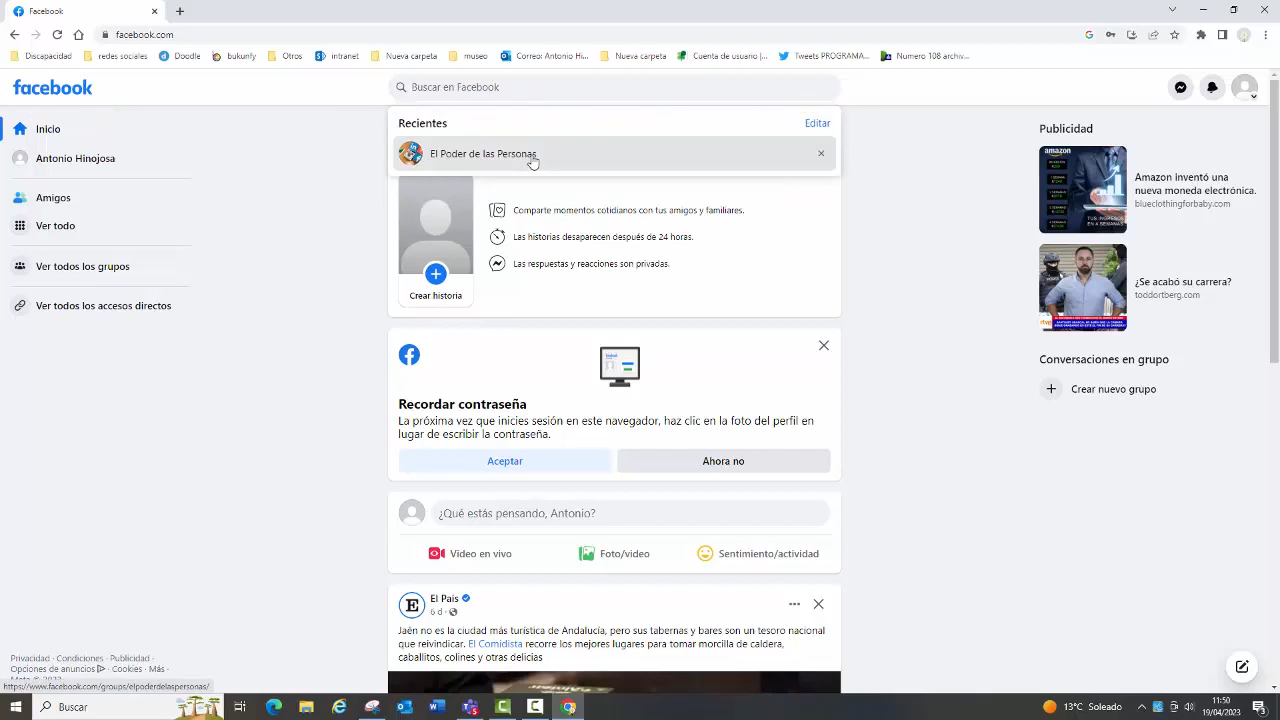 Facebook
facebook.com
Discapacidad
redes sociales
Doodle
bukunfy
Otros
intranet
Nueva carpeta
museo
Correo: Antonio Hi...
Nueva carpeta
Cuenta de usuario |...
Tweets PROGRAMA...
Numero 108 archiv...
facebook
Buscar en Facebook
Recientes
Editar
El Poder de las Personas
Inicio
Antonio Hinojosa
Amigos
Ver todo
Ver todos los grupos
Ver todos los accesos directos
Comparte momentos cotidianos con tus amigos y familiares.
Las historias desaparecen después de 24 horas.
Las respuestas y reacciones son privadas.
Crear historia
Recordar contraseña
La próxima vez que inicies sesión en este navegador, haz clic en la foto del perfil en
lugar de escribir la contraseña.
Aceptar
Ahora no
¿Qué estás pensando, Antonio?
Video en vivo
Foto/video
Sentimiento/actividad
El País
6 d ·
Jaén no es la ciudad más turística de Andalucía, pero sus tabernas y bares son un tesoro nacional
que reivindicar. El Comidista recorre los mejores lugares para tomar morcilla de caldera,
caballitos, colines y otras delicias
Publicidad
amazon
TUS INGRESOS
EN 4 SEMANAS
Amazon inventó una
nueva moneda electrónica.
blueclothingforbaby.com
rtve
¿Se acabó su carrera?
toddortberg.com
Conversaciones en grupo
Crear nuevo grupo
Privacidad · Condiciones · Publicidad ·
Opciones de anuncios · Cookies · Más ·
https://www.facebook.com/groups/elpoderdelaspersonas/
Buscar
13°C Soleado
11:50
19/04/2023